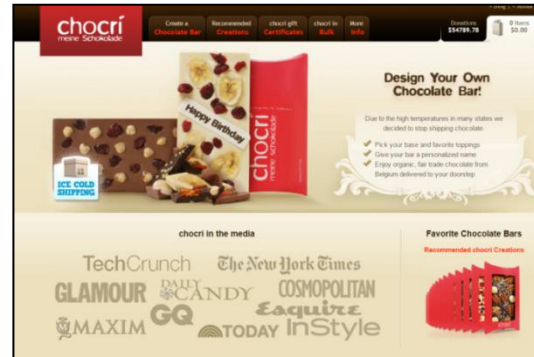 chocri
meine Schokolade
Create a
Chocolate Bar
Recommended
Creations
chocri gift
Certificates
chocri in
Bulk
More
Info
Donations
$54789.78
0 Items
$0.00
Design Your Own
Chocolate Bar!
Due to the high temperatures in many states we
decided to stop shipping chocolate.
Pick your base and favorite toppings
Give your bar a personalized name
Enjoy organic, fair trade chocolate from
Belgium delivered to your doorstep
Happy Birthday
chocri
meine Schokolade
ICE COLD
SHIPPING
chocri in the media
Favorite Chocolate Bars
Recommended chocri Creations
TechCrunch
The New York Times
GLAMOUR
DAILY
CANDY
COSMOPOLITAN
MAXIM
GQ
Esquire
TODAY
InStyle